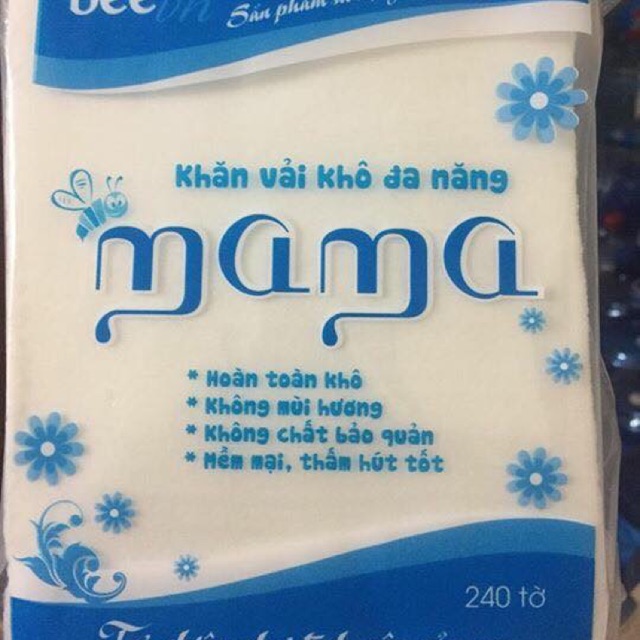 Sản phẩm
Khăn vải khô đa năng
mama
* Hoàn toàn khô
* Không mùi hương
* Không chất bảo quản
* Mềm mại, thấm hút tốt
240 tờ